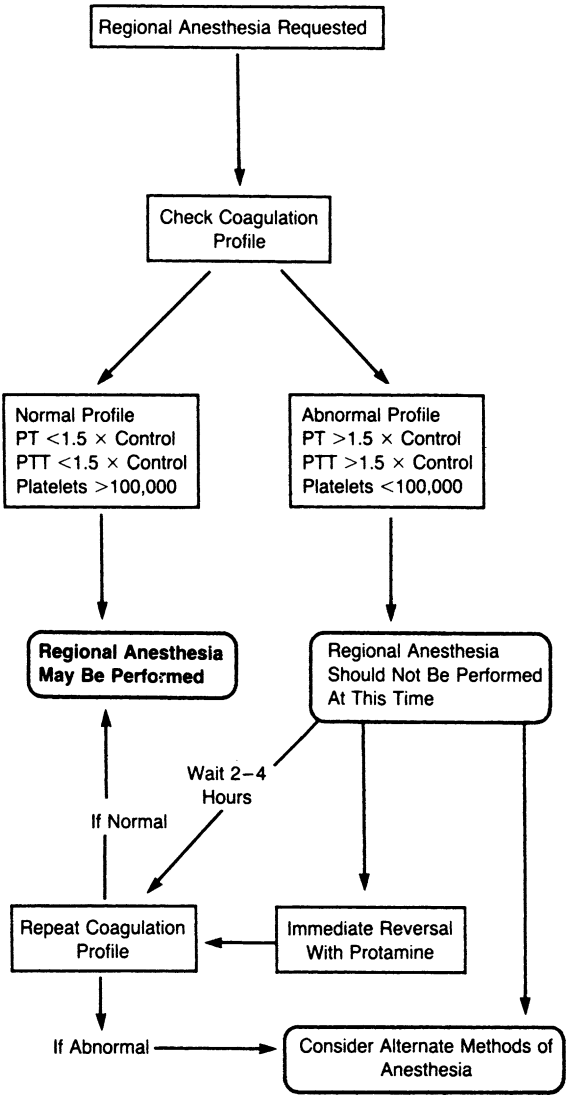 Regional Anesthesia Requested
Check Coagulation
Profile
Normal Profile
PT <1.5 × Control
PTT <1.5 × Control
Platelets >100,000
Abnormal Profile
PT >1.5 × Control
PTT >1.5 × Control
Platelets <100,000
Regional Anesthesia
May Be Performed
Regional Anesthesia
Should Not Be Performed
At This Time
Wait 2–4
Hours
If Normal
Repeat Coagulation
Profile
Immediate Reversal
With Protamine
If Abnormal
Consider Alternate Methods of
Anesthesia